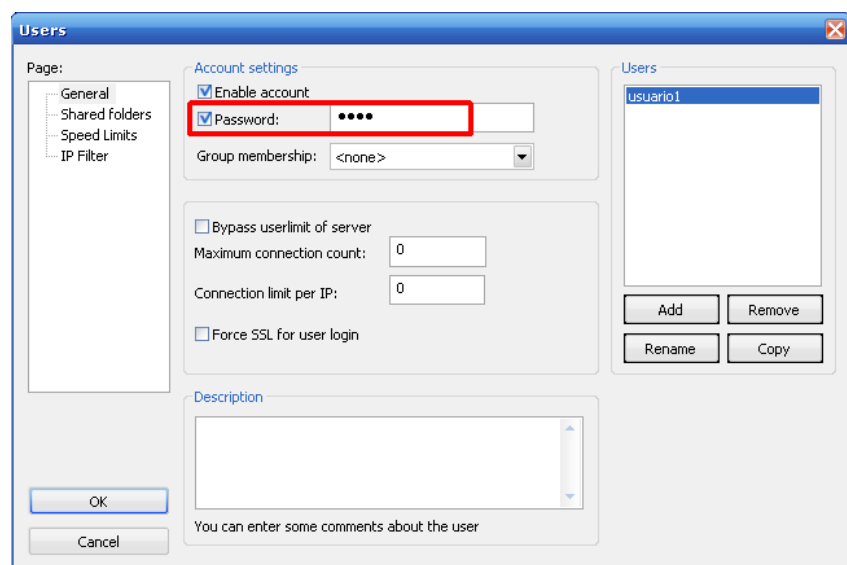 Users
Page:
General
Shared folders
Speed Limits
IP Filter
OK
Cancel
Account settings
Enable account
Password: ●●●●
Group membership: <none>
Bypass userlimit of server
Maximum connection count: 0
Connection limit per IP: 0
Force SSL for user login
Description
You can enter some comments about the user
Users
usuario1
Add Remove
Rename Copy